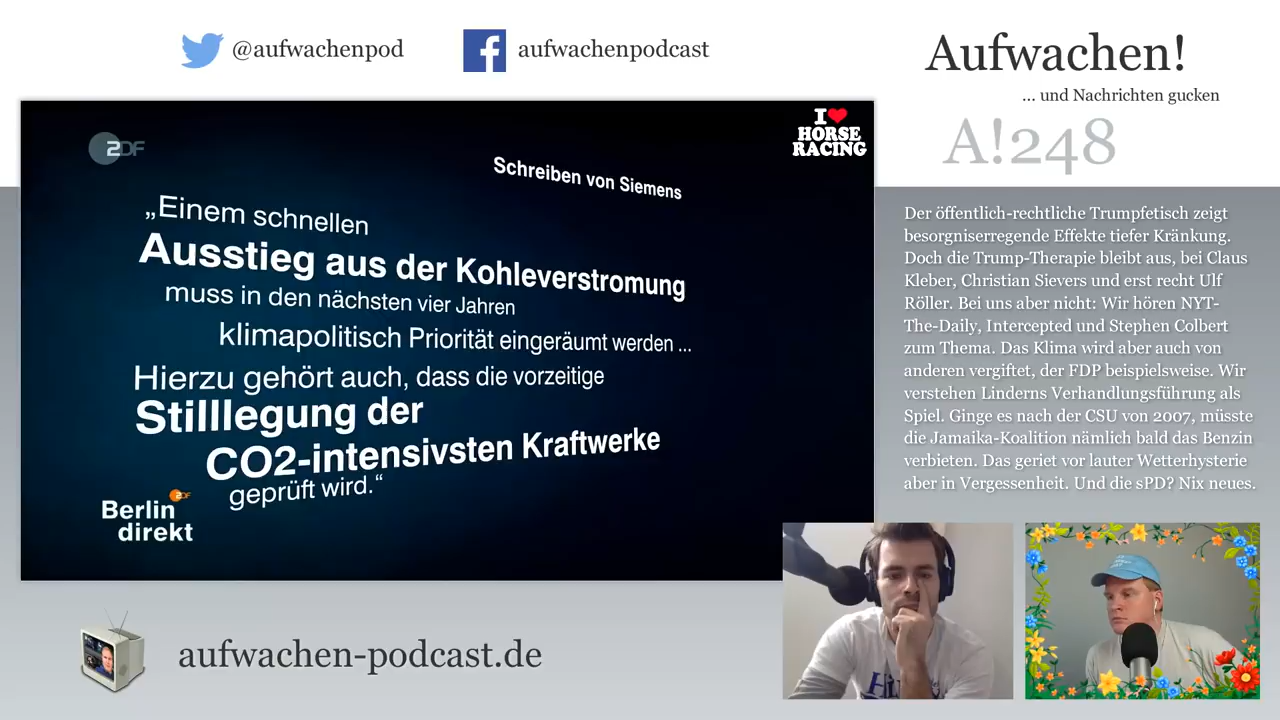 @aufwachenpod
aufwachenpodcast
Aufwachen!
... und Nachrichten gucken
A!248
ZDF
I
HORSE
RACING
Schreiben von Siemens
„Einem schnellen
Ausstieg aus der Kohleverstromung
muss in den nächsten vier Jahren
klimapolitisch Priorität eingeräumt werden ...
Hierzu gehört auch, dass die vorzeitige
Stilllegung der
CO2-intensivsten Kraftwerke
geprüft wird.“
ZDF
Berlin
direkt
Der öffentlich-rechtliche Trumpfetisch zeigt
besorgniserregende Effekte tiefer Kränkung.
Doch die Trump-Therapie bleibt aus, bei Claus
Kleber, Christian Sievers und erst recht Ulf
Röller. Bei uns aber nicht: Wir hören NYT-
The-Daily, Intercepted und Stephen Colbert
zum Thema. Das Klima wird aber auch von
anderen vergiftet, der FDP beispielsweise. Wir
verstehen Linderns Verhandlungsführung als
Spiel. Ginge es nach der CSU von 2007, müsste
die Jamaika-Koalition nämlich bald das Benzin
verbieten. Das geriet vor lauter Wetterhysterie
aber in Vergessenheit. Und die sPD? Nix neues.
aufwachen-podcast.de